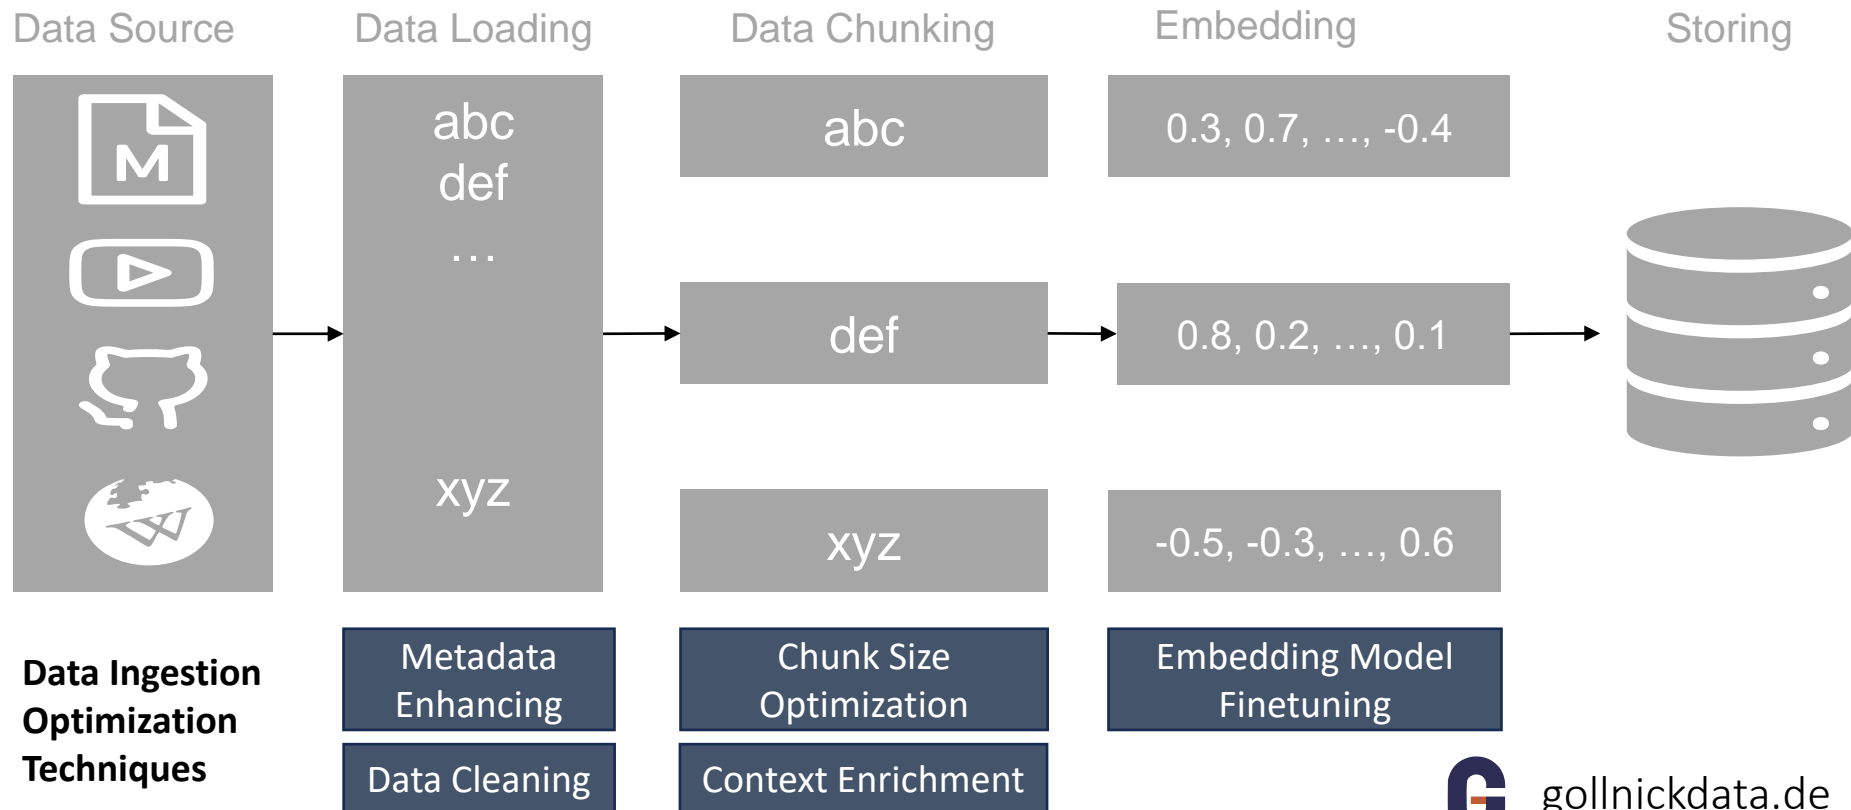 Data Source
Data Loading
Data Chunking
Embedding
Storing
M
abc
def
…
xyz
abc
def
xyz
0.3, 0.7, …, -0.4
0.8, 0.2, …, 0.1
-0.5, -0.3, …, 0.6
W
Data Ingestion
Optimization
Techniques
Metadata
Enhancing
Data Cleaning
Chunk Size
Optimization
Context Enrichment
Embedding Model
Finetuning
gollnickdata.de